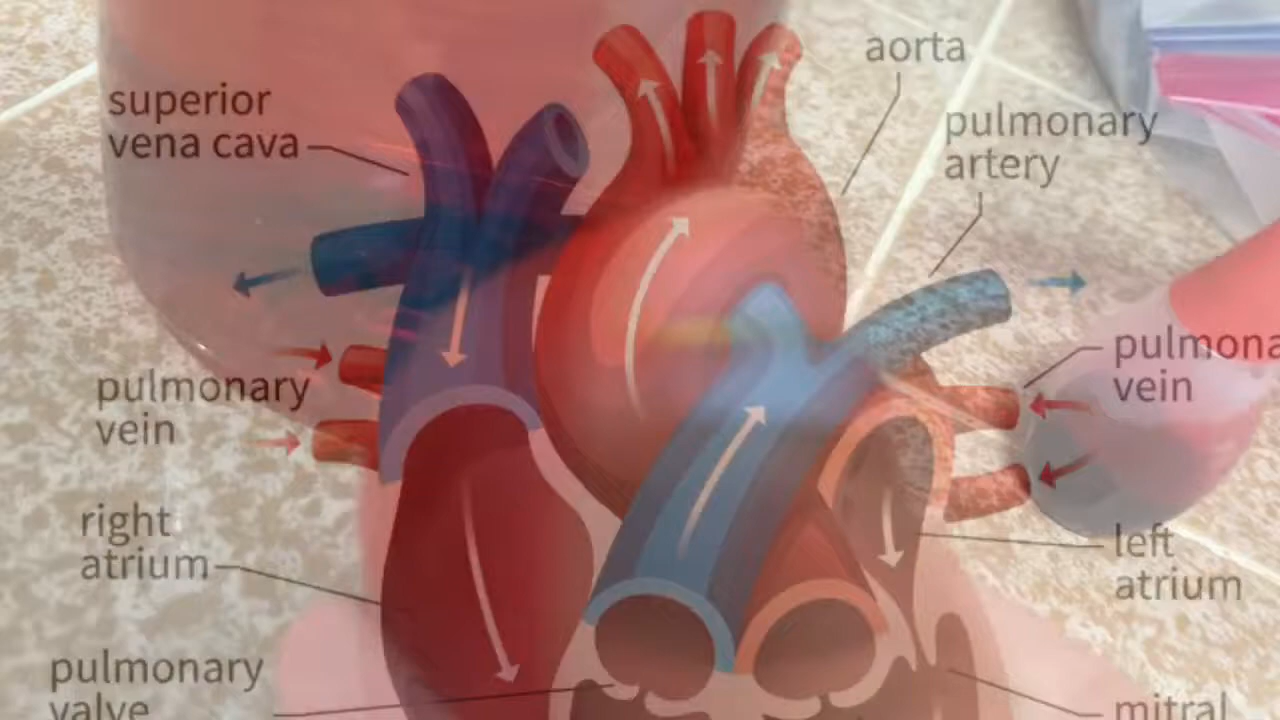 aorta
superior
vena cava
pulmonary
artery
pulmona
vein
pulmonary
vein
right
atrium
left
atrium
pulmonary
valve
mitral